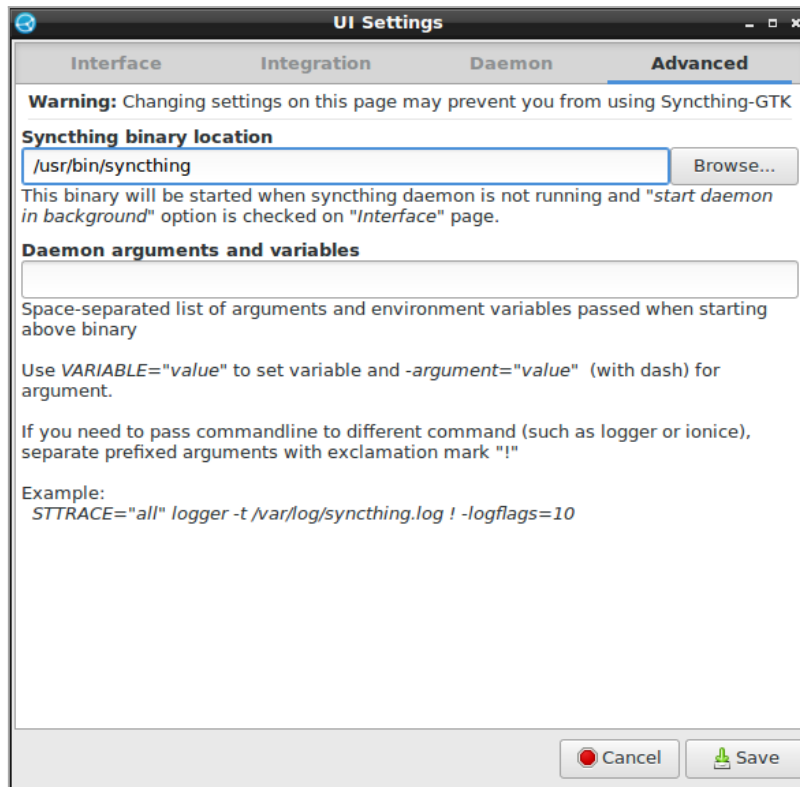 UI Settings
Interface Integration Daemon Advanced
Warning: Changing settings on this page may prevent you from using Syncthing-GTK
Syncthing binary location
/usr/bin/syncthing Browse...
This binary will be started when syncthing daemon is not running and "start daemon
in background" option is checked on "Interface" page.
Daemon arguments and variables
Space-separated list of arguments and environment variables passed when starting
above binary
Use VARIABLE="value" to set variable and -argument="value" (with dash) for
argument.
If you need to pass commandline to different command (such as logger or ionice),
separate prefixed arguments with exclamation mark "!"
Example:
STTRACE="all" logger -t /var/log/syncthing.log ! -logflags=10
Cancel Save